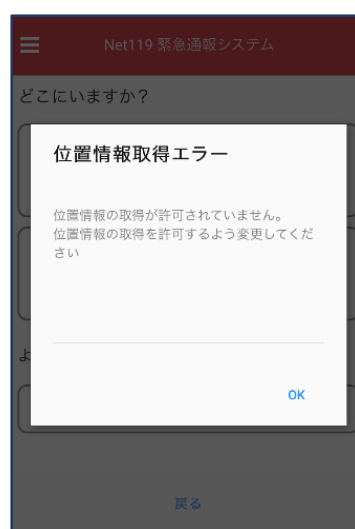 Net119 緊急通報システム
どこにいますか？
位置情報取得エラー
位置情報の取得が許可されていません。
位置情報の取得を許可するよう変更してくだ
さい
よ
OK
戻る